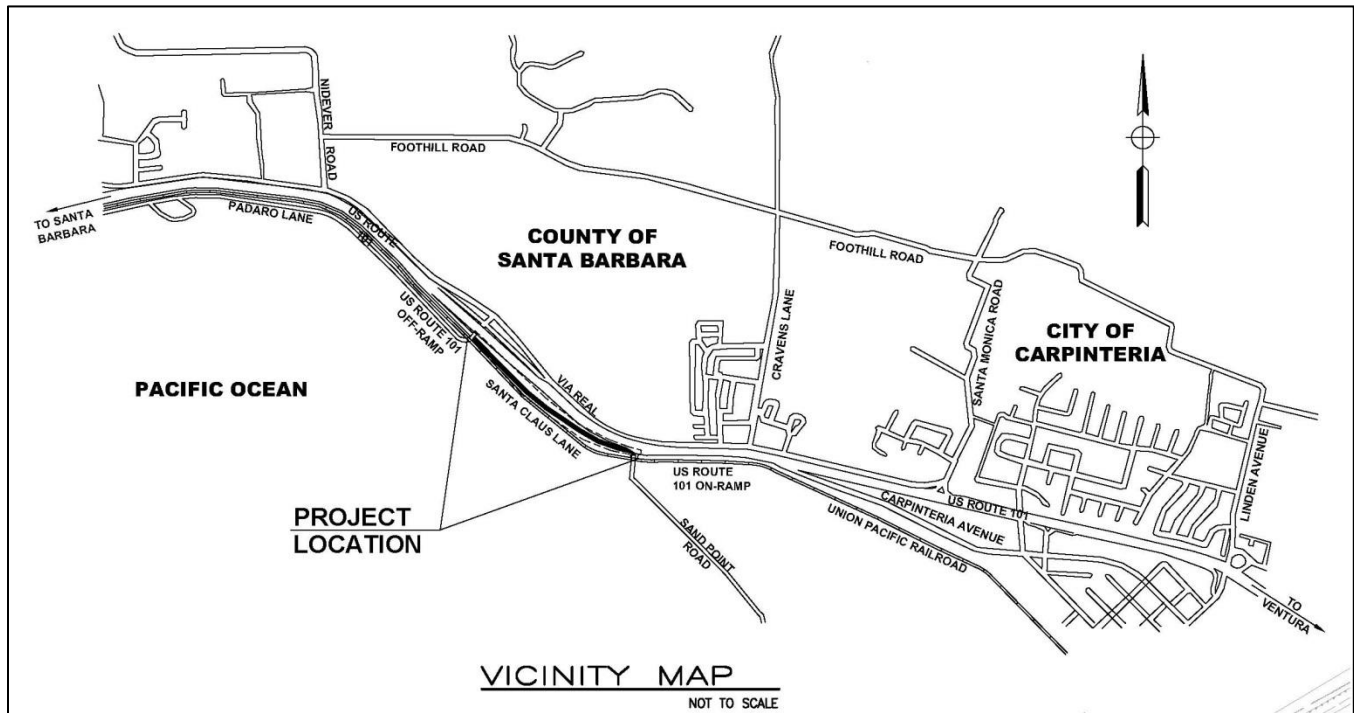 NIDEVER
ROAD
FOOTHILL ROAD
TO SANTA
BARBARA
PADARO LANE
US ROUTE
101
COUNTY OF
SANTA BARBARA
FOOTHILL ROAD
US ROUTE 101
OFF-RAMP
CRAVENS LANE
SANTA MONICA ROAD
CITY OF
CARPINTERIA
PACIFIC OCEAN
VIA REAL
SANTA CLAUS LANE
LINDEN AVENUE
US ROUTE
101 ON-RAMP
US ROUTE 101
CARPINTERIA AVENUE
UNION PACIFIC RAILROAD
PROJECT
LOCATION
SAND POINT
ROAD
TO
VENTURA
VICINITY MAP
NOT TO SCALE